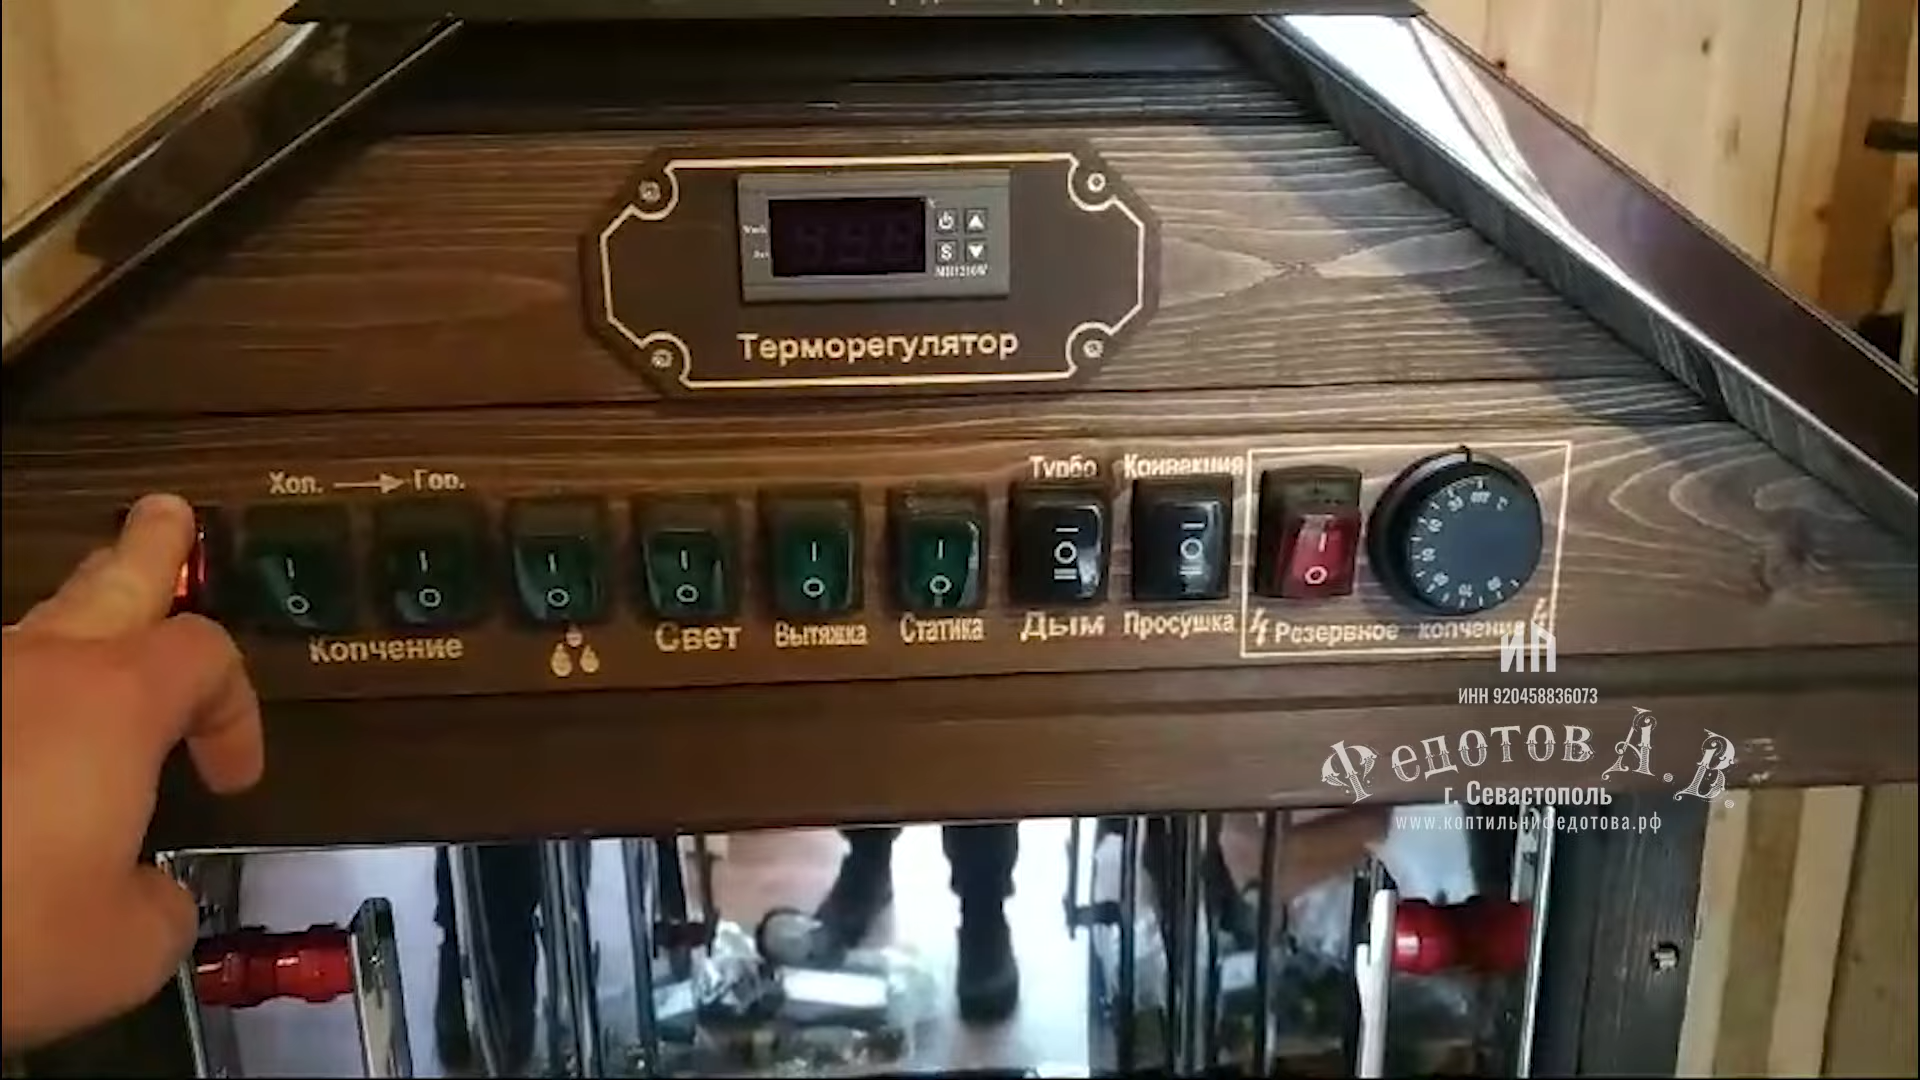 S
MH1210W
Терморегулятор
Хол. Гор.
Турбо Конвекция
Копчение
Свет Вытяжка Статика Дым Просушка Резервное копчение
ИП
ИНН 920458836073
Федотов А.В.
г. Севастополь
www.коптильнифедотова.рф